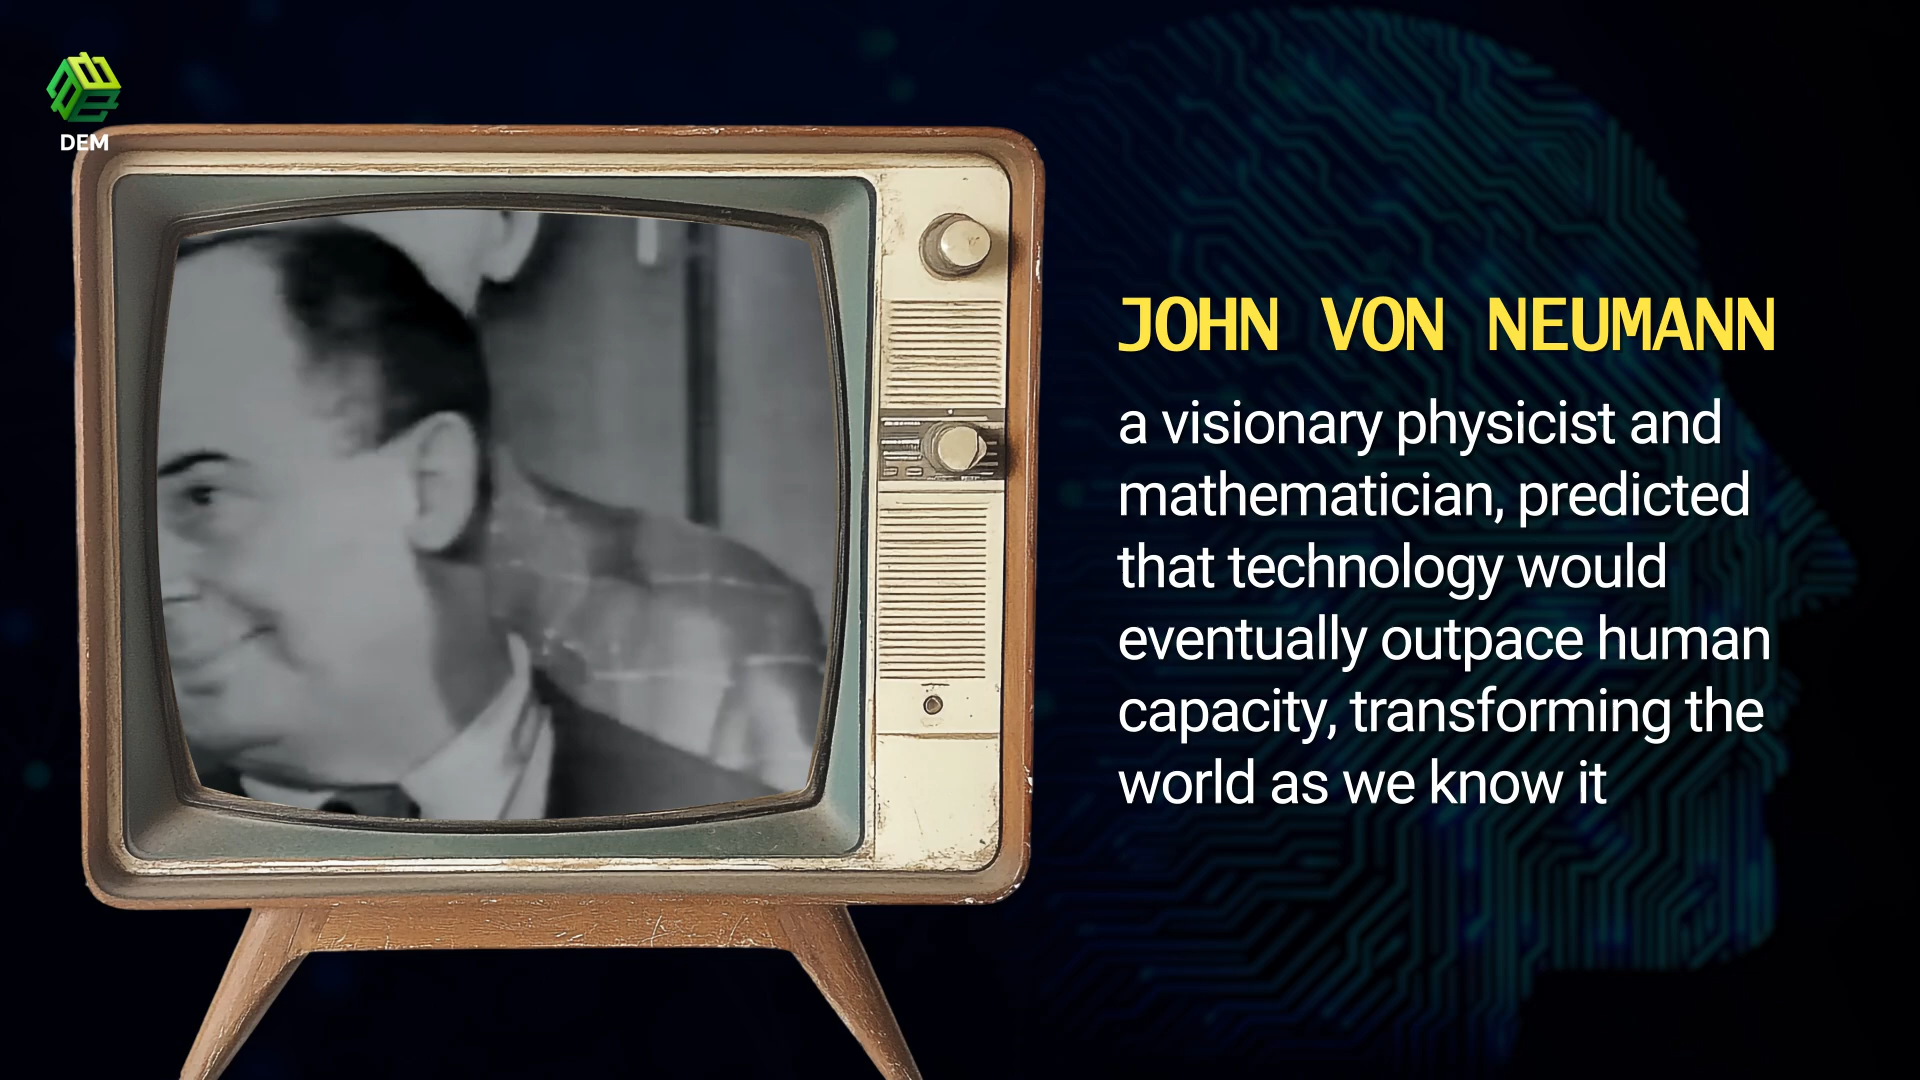 DEM
JOHN VON NEUMANN
a visionary physicist and
mathematician, predicted
that technology would
eventually outpace human
capacity, transforming the
world as we know it